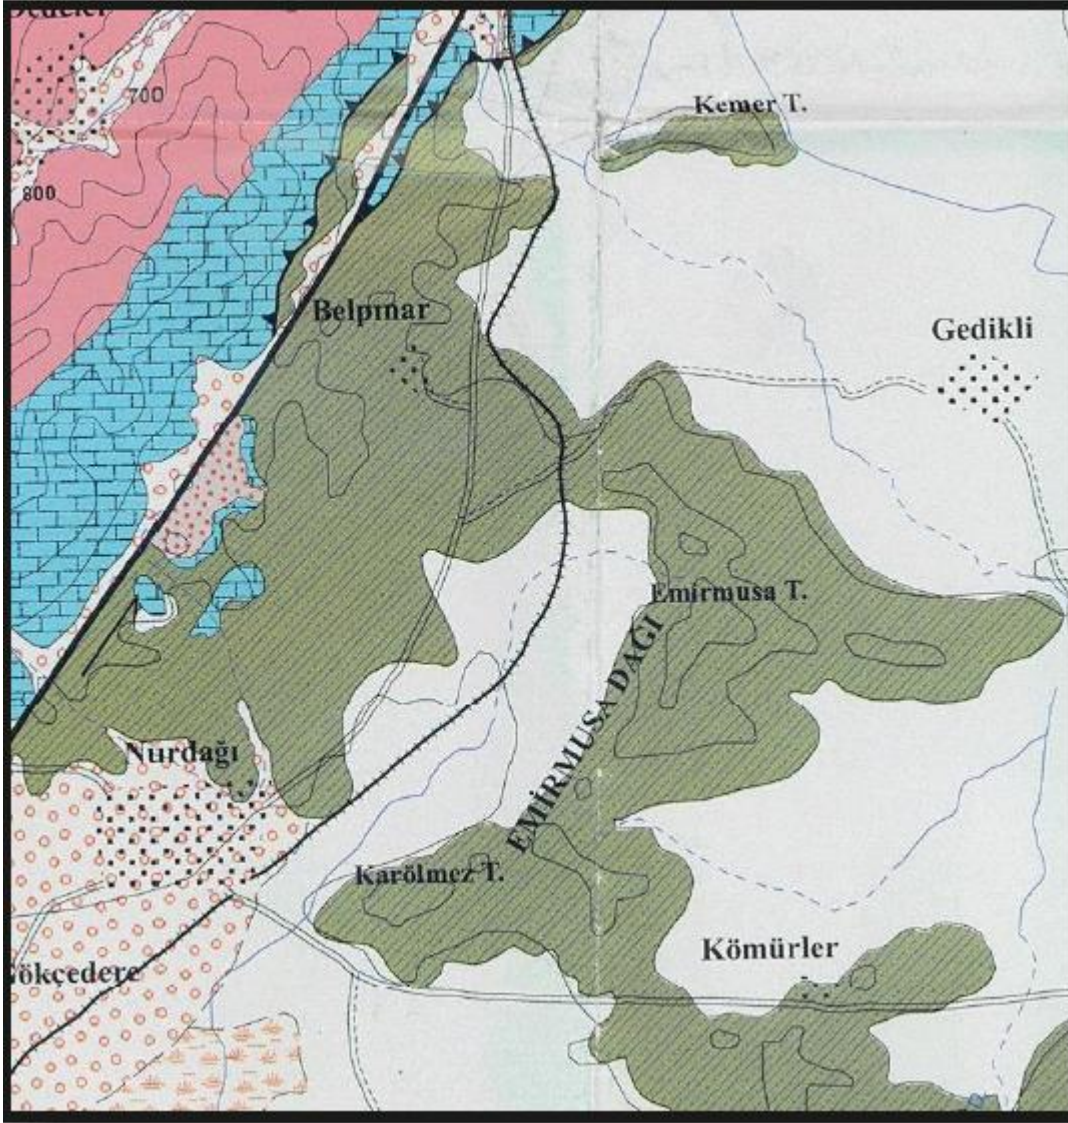 700
Kemer T.
800
Belpınar
Gedikli
Emirmusa T.
EMİRMUSA DAĞI
Nurdağı
Karölmez T.
Kömürler
ökçedere